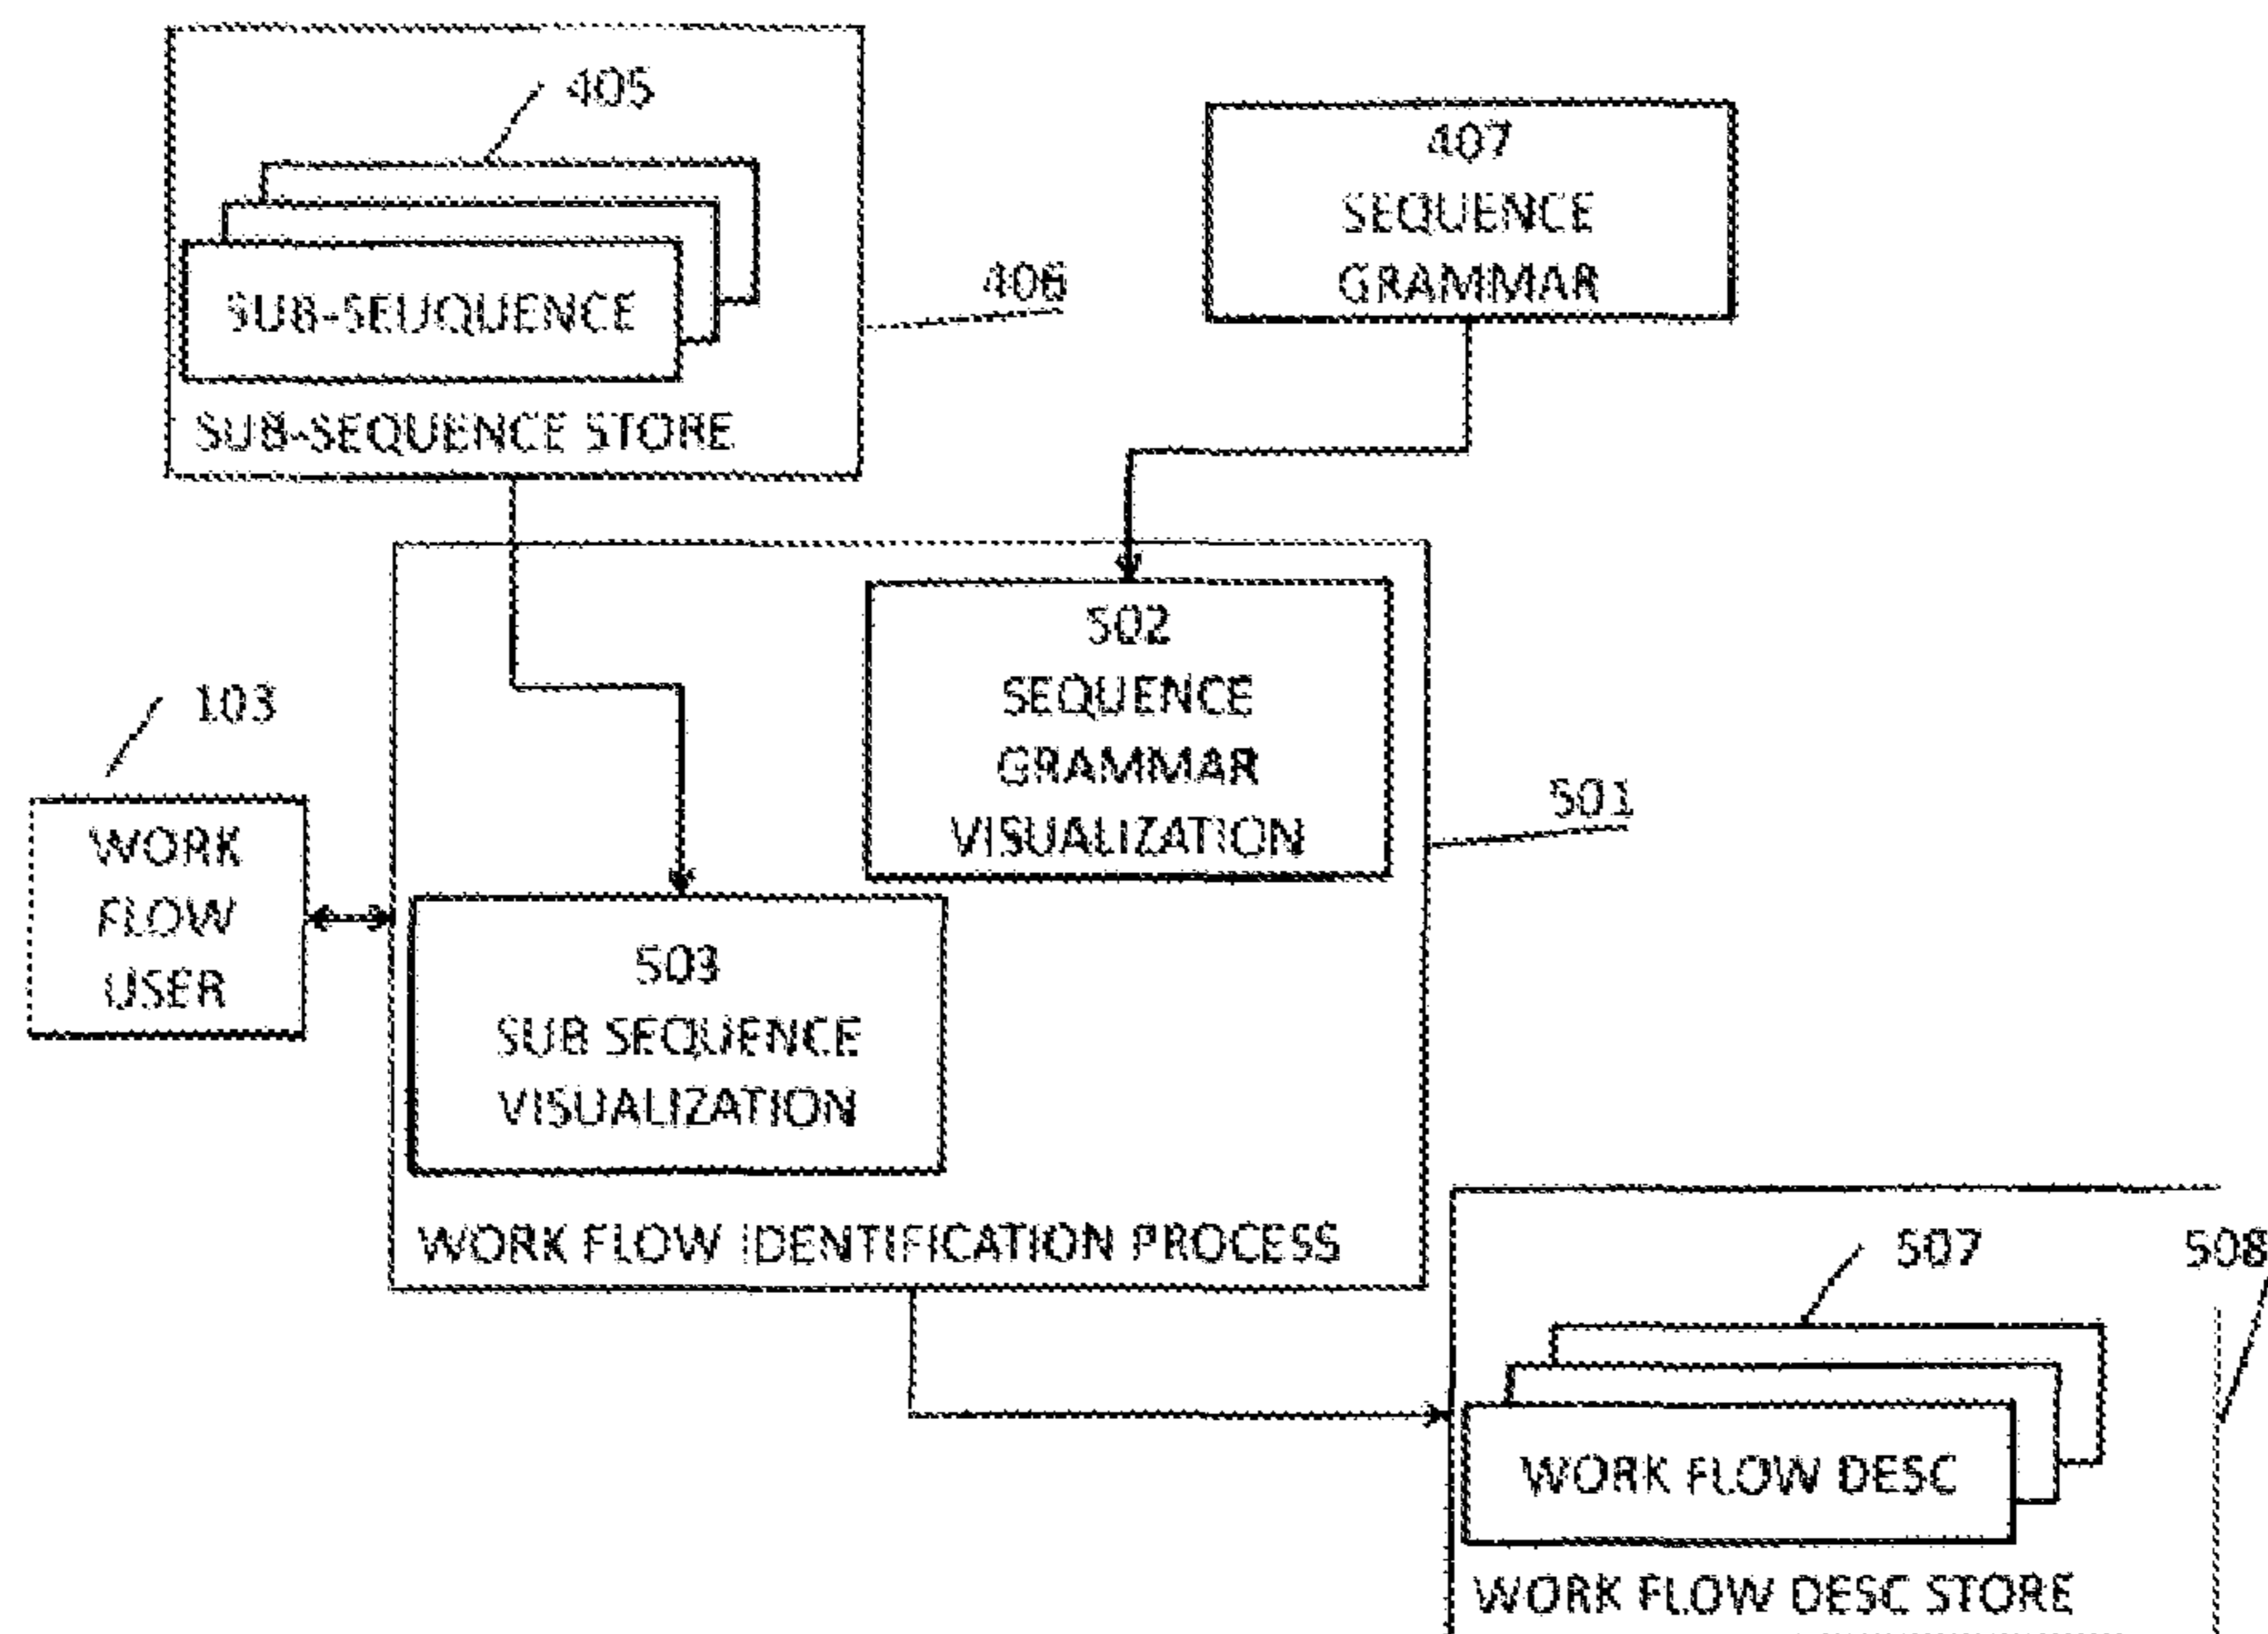 405
SUB-SEUQUENCE
SUB-SEQUENCE STORE
406
407
SEQUENCE
GRAMMAR
502
SEQUENCE
GRAMMAR
VISUALIZATION
103
WORK
FLOW
USER
501
503
SUB SEQUENCE
VISUALIZATION
WORK FLOW IDENTIFICATION PROCESS
507
508
WORK FLOW DESC
WORK FLOW DESC STORE